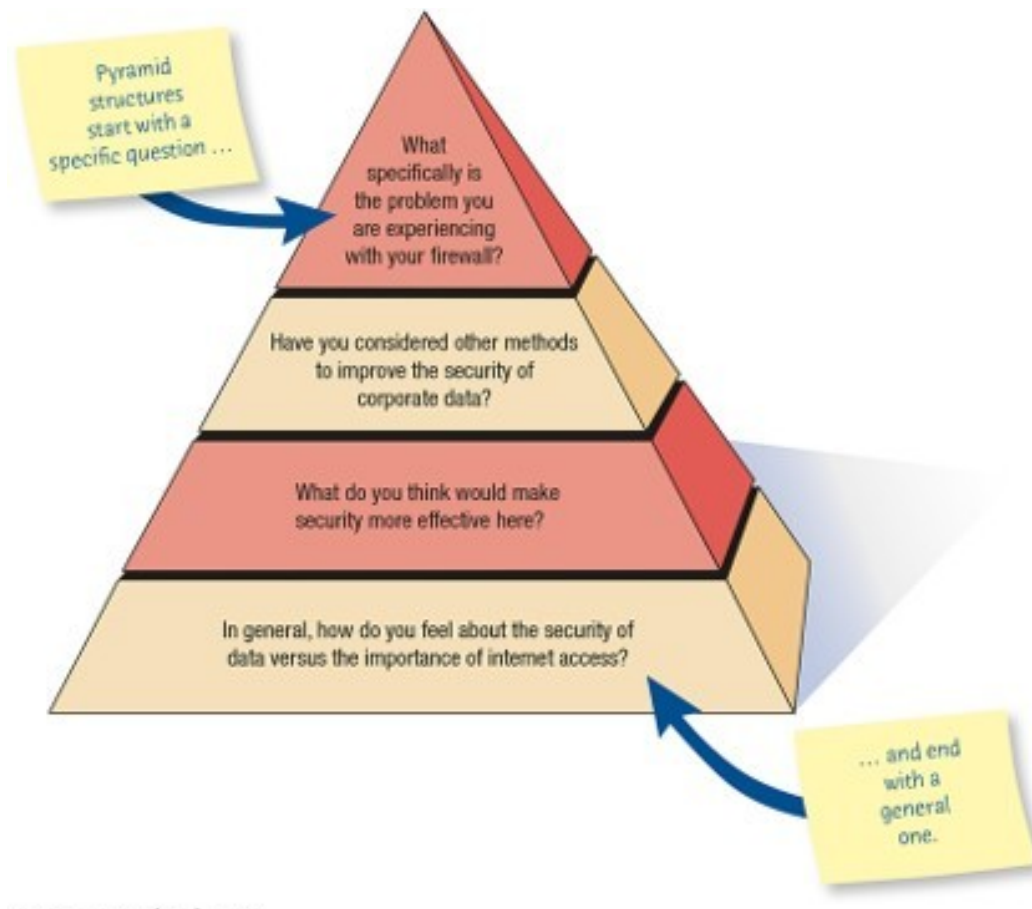 Pyramid
structures
start with a
specific question ...
What
specifically is
the problem you
are experiencing
with your firewall?
Have you considered other methods
to improve the security of
corporate data?
What do you think would make
security more effective here?
In general, how do you feel about the security of
data versus the importance of internet access?
... and end
with a
general
one.